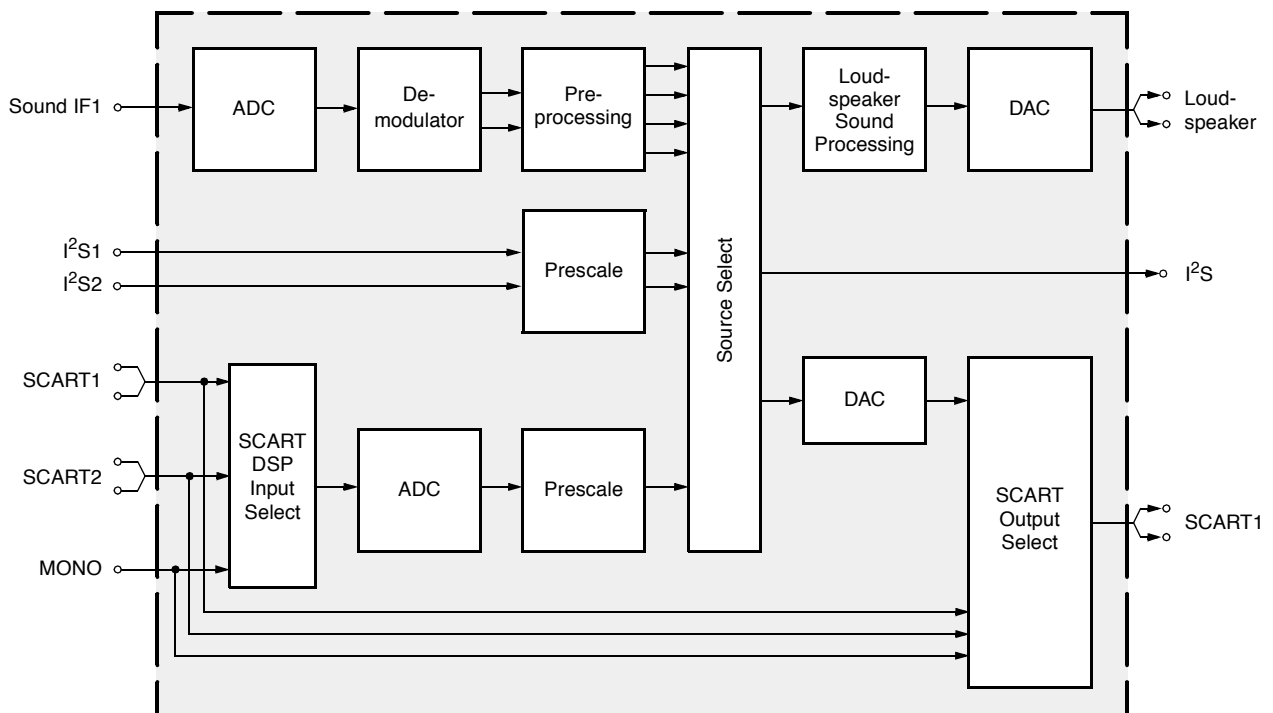 Sound IF1
ADC
De-
modulator
Pre-
processing
Loud-
speaker
Sound
Processing
DAC
Loud-
speaker
I²S1
I²S2
Prescale
Source Select
I²S
SCART1
SCART2
MONO
SCART
DSP
Input
Select
ADC
Prescale
DAC
SCART
Output
Select
SCART1